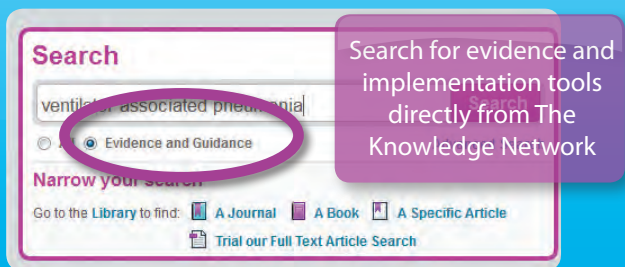 Search
Search for evidence and
implementation tools
directly from The
Knowledge Network
ventilator associated pneumonia
Search
Evidence and Guidance
Narrow your search
Go to the Library to find: A Journal A Book A Specific Article
Trial our Full Text Article Search